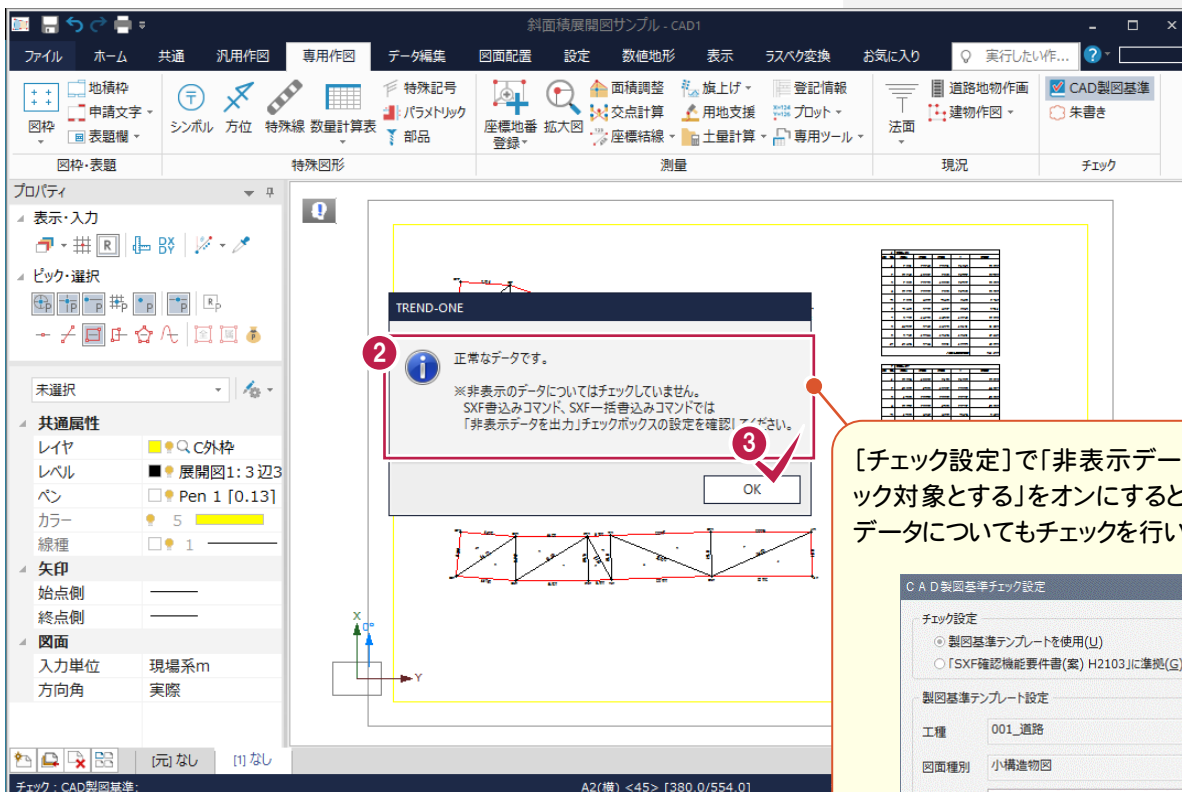 斜面積展開図サンプル - CAD1
ファイル ホーム 共通 汎用作図 専用作図 データ編集 図面配置 設定 数値地形 表示 ラスベク変換 お気に入り 実行したい作...
図枠
地積枠
申請文字
表題欄
シンボル 方位 特殊線 数量計算表
特殊記号
パラメトリック
部品
座標地番登録
拡大図
面積調整
交点計算
座標結線
旗上げ
用地支援
土量計算
登記情報
プロット
専用ツール
法面
道路地物作画
建物作図
CAD製図基準
朱書き
図枠・表題 特殊図形 測量 現況 チェック
プロパティ
表示・入力
ピック・選択
未選択
共通属性
レイヤ C外枠
レベル 展開図1: 3 辺3
ペン Pen 1 [0.13]
カラー 5
線種 1
矢印
始点側
終点側
図面
入力単位 現場系m
方向角 実際
[元] なし [1] なし
チェック : CAD製図基準:
A2(横) <45> [380.0/554.0]
X
0°
Y
TREND-ONE
2
正常なデータです。
※非表示のデータについてはチェックしていません。
SXF書込みコマンド、SXF一括書込みコマンドでは
「非表示データを出力」チェックボックスの設定を確認してください。
3
OK
[チェック設定]で「非表示デー
ック対象とする」をオンにすると
データについてもチェックを行い
CAD製図基準チェック設定
チェック設定
製図基準テンプレートを使用(U)
「SXF確認機能要件書(案) H2103」に準拠(G)
製図基準テンプレート設定
工種 001_道路
図面種別 小構造物図